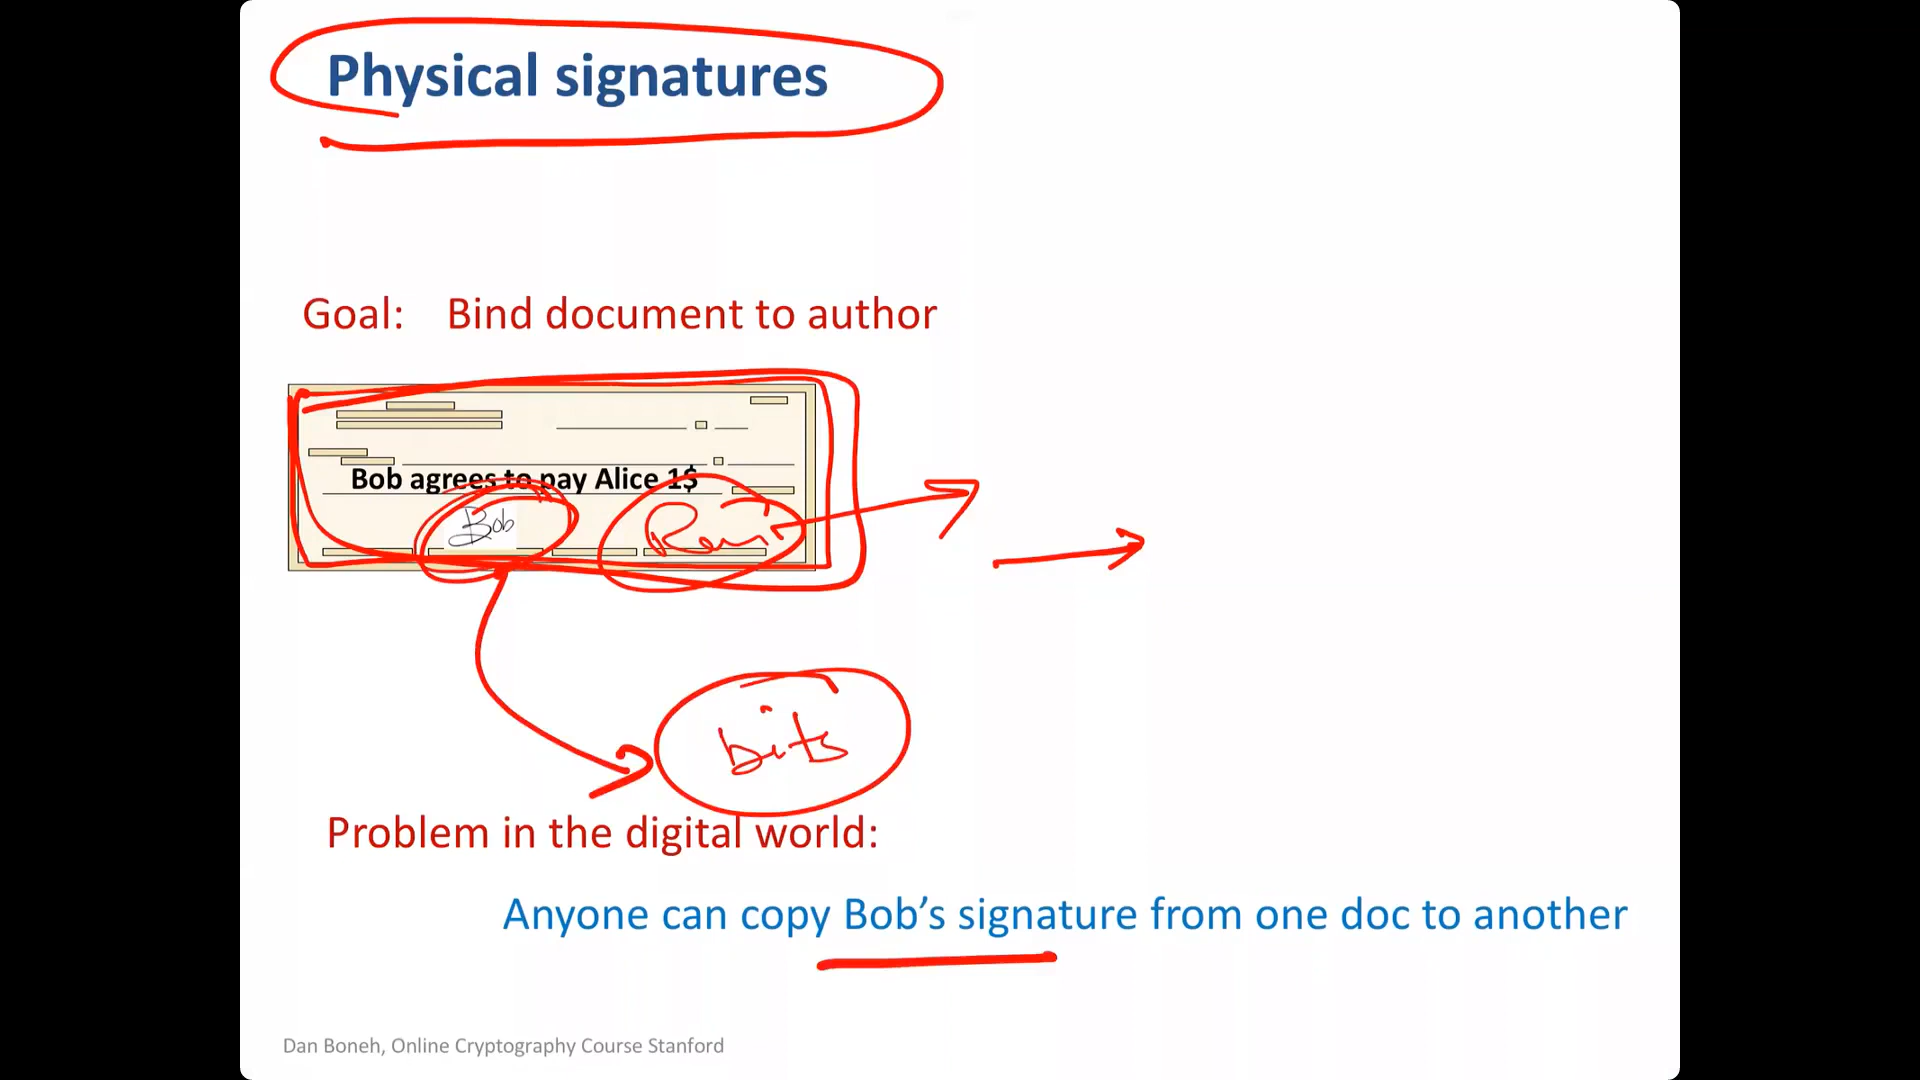 Physical signatures
Goal: Bind document to author
Bob agrees to pay Alice 1$
Bob
bits
Problem in the digital world:
Anyone can copy Bob’s signature from one doc to another
Dan Boneh, Online Cryptography Course Stanford